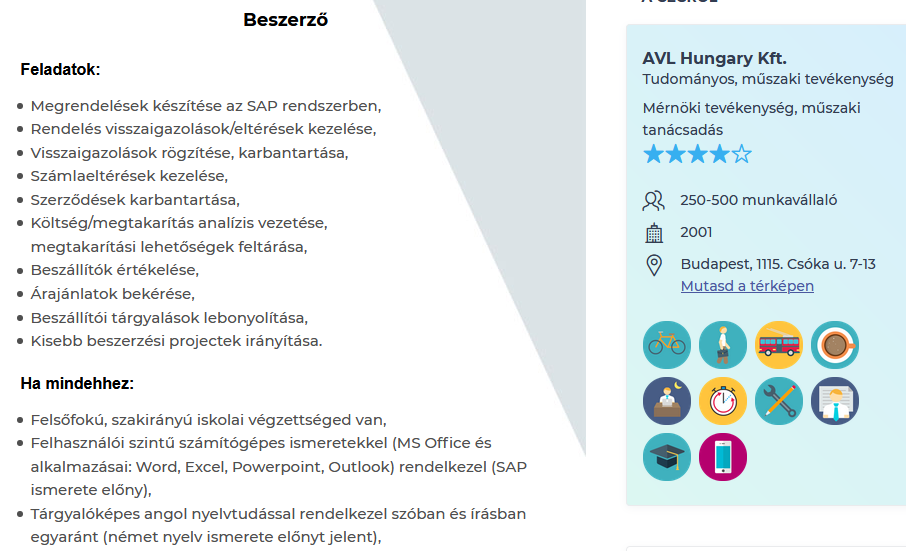 Beszerző
Feladatok:
Megrendelések készítése az SAP rendszerben,
Rendelés visszaigazolások/eltérések kezelése,
Visszaigazolások rögzítése, karbantartása,
Számlaeltérések kezelése,
Szerződések karbantartása,
Költség/megtakarítás analízis vezetése,
megtakarítási lehetőségek feltárása,
Beszállítók értékelése,
Árajánlatok bekérése,
Beszállítói tárgyalások lebonyolítása,
Kisebb beszerzési projectek irányítása.
Ha mindehhez:
Felsőfokú, szakirányú iskolai végzettséged van,
Felhasználói szintű számítógépes ismeretekkel (MS Office és
alkalmazásai: Word, Excel, Powerpoint, Outlook) rendelkezel (SAP
ismerete előny),
Tárgyalóképes angol nyelvtudással rendelkezel szóban és írásban
egyaránt (német nyelv ismerete előnyt jelent),
AVL Hungary Kft.
Tudományos, műszaki tevékenység
Mérnöki tevékenység, műszaki
tanácsadás
250-500 munkavállaló
2001
Budapest, 1115. Csóka u. 7-13
Mutasd a térképen